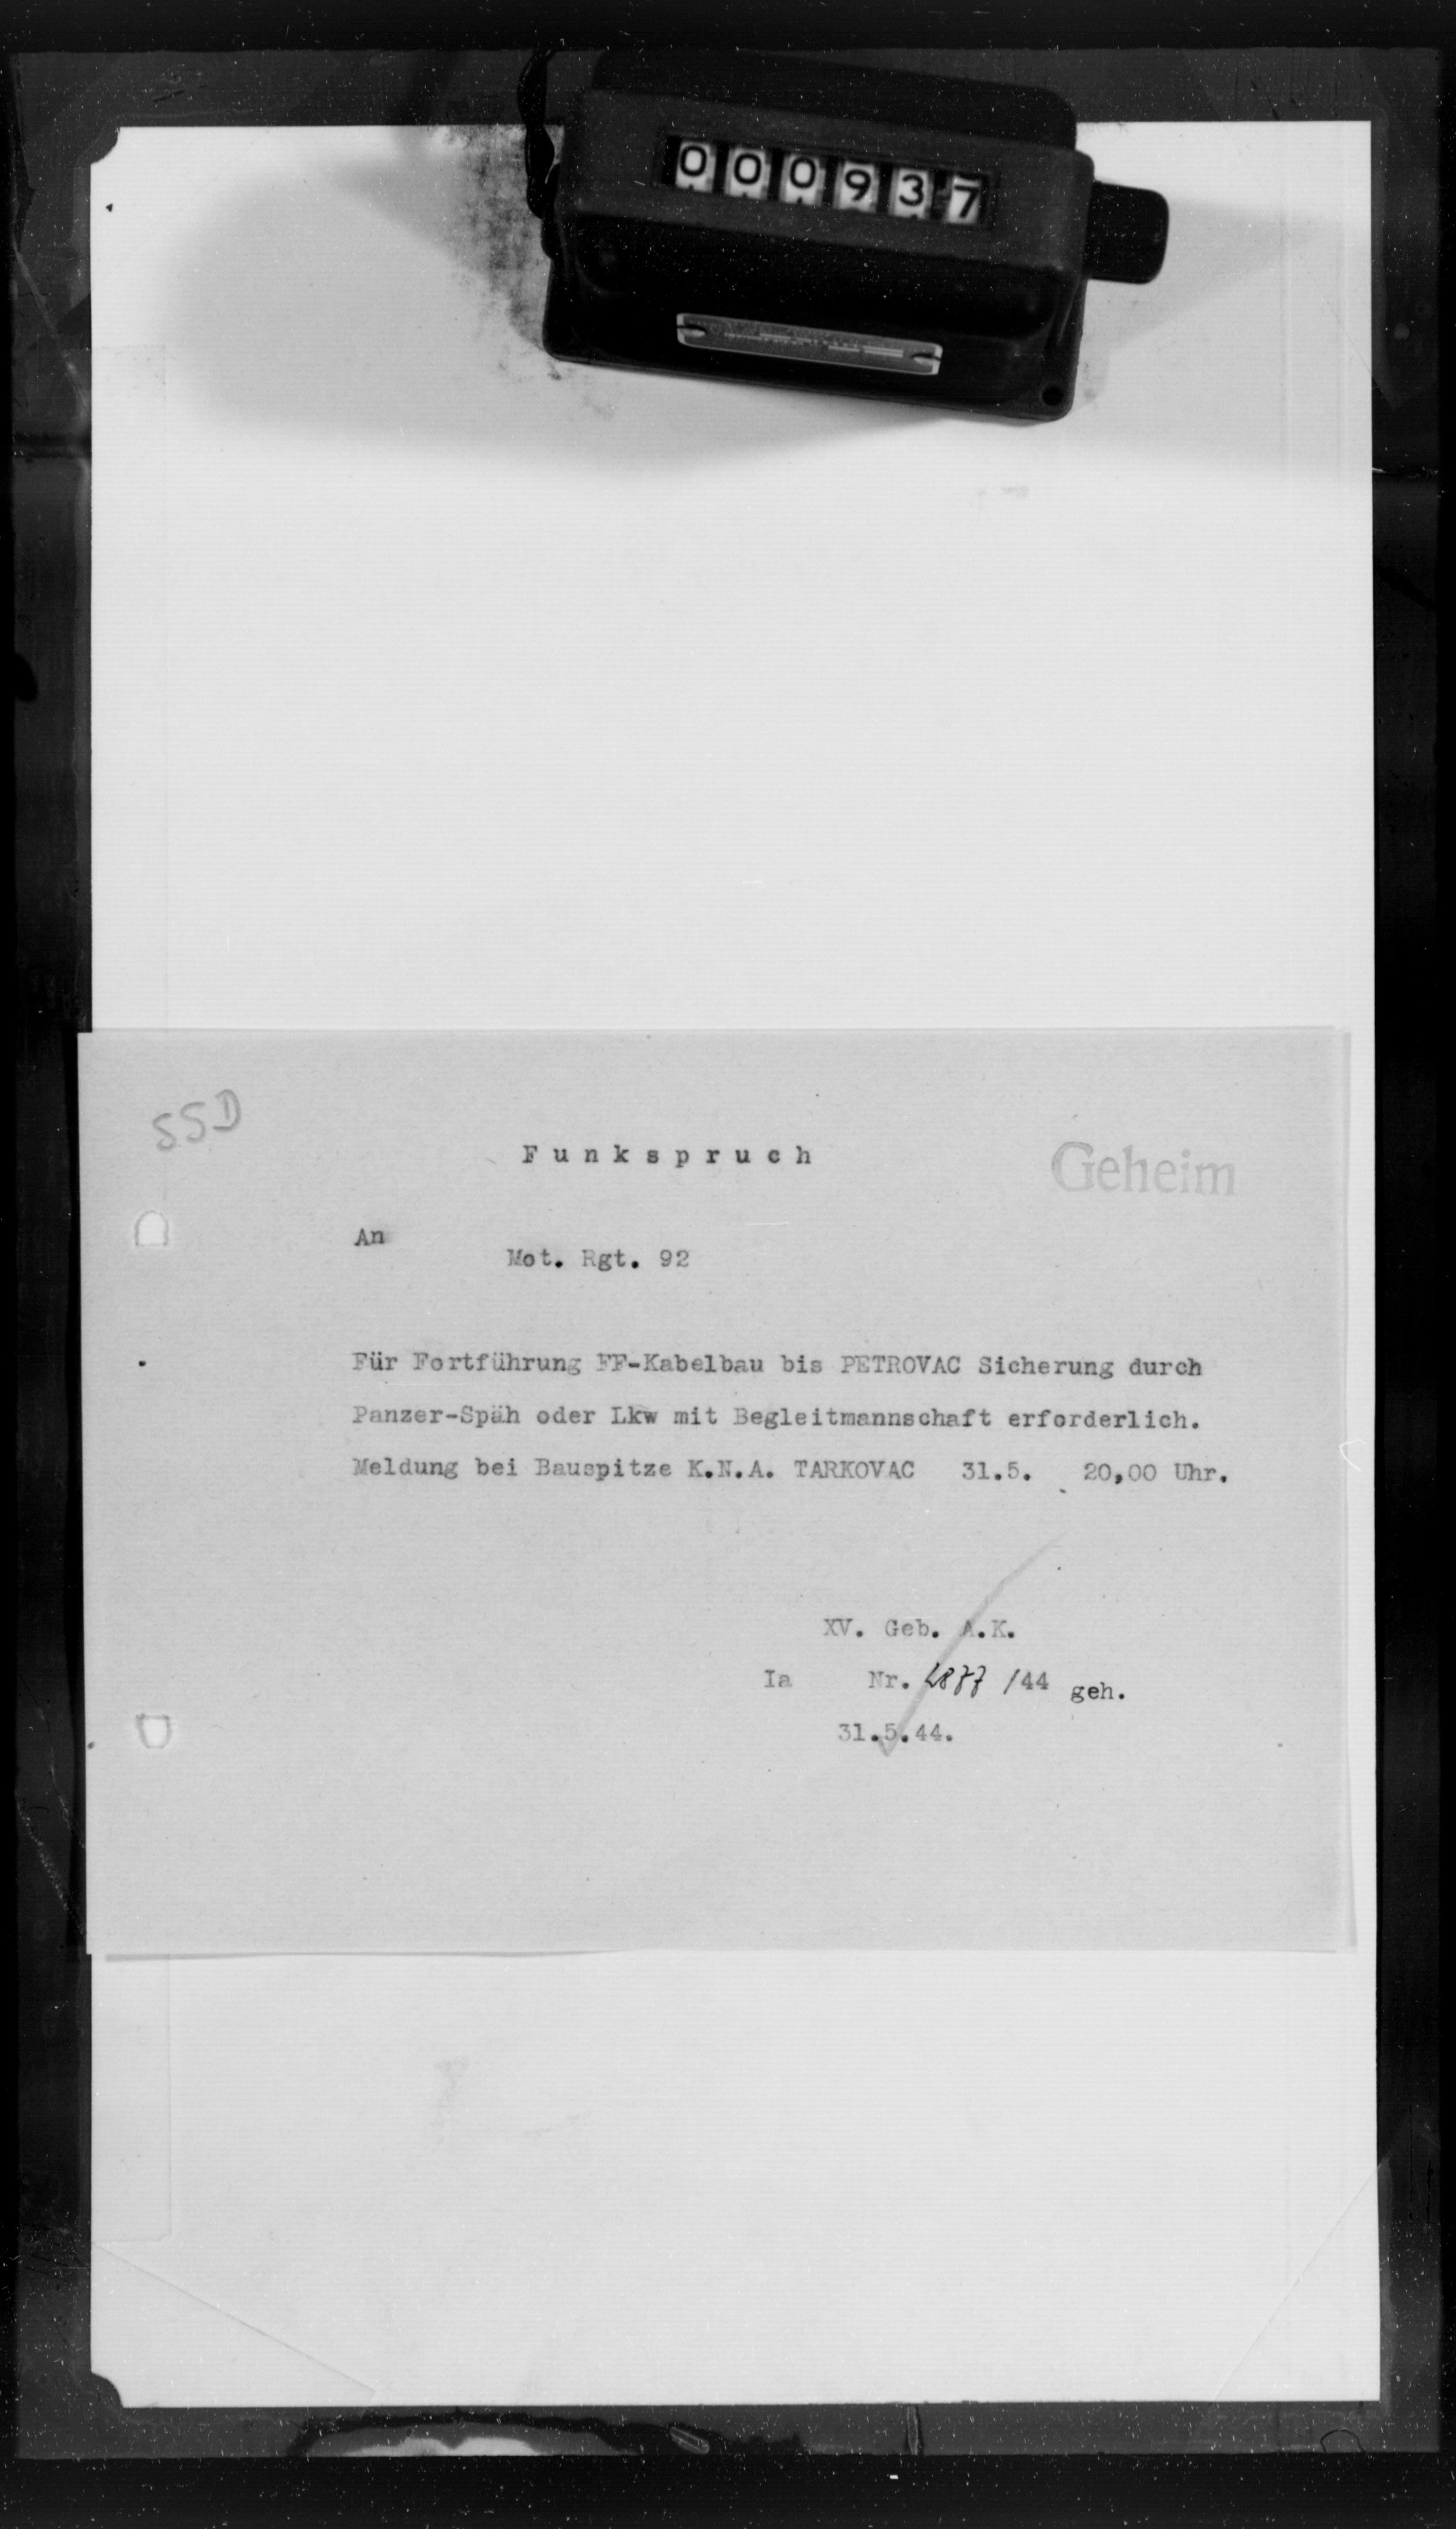 000937
SSD
Funkspruch
Geheim
An
Mot. Rgt. 92
Für Fortführung FF-Kabelbau bis PETROVAC Sicherung durch
Panzer-Späh oder Lkw mit Begleitmannschaft erforderlich.
Meldung bei Bauspitze K.N.A. TARKOVAC 31.5. 20,00 Uhr.
XV. Geb. A.K.
Ia Nr. /44 geh.
31.5.44.